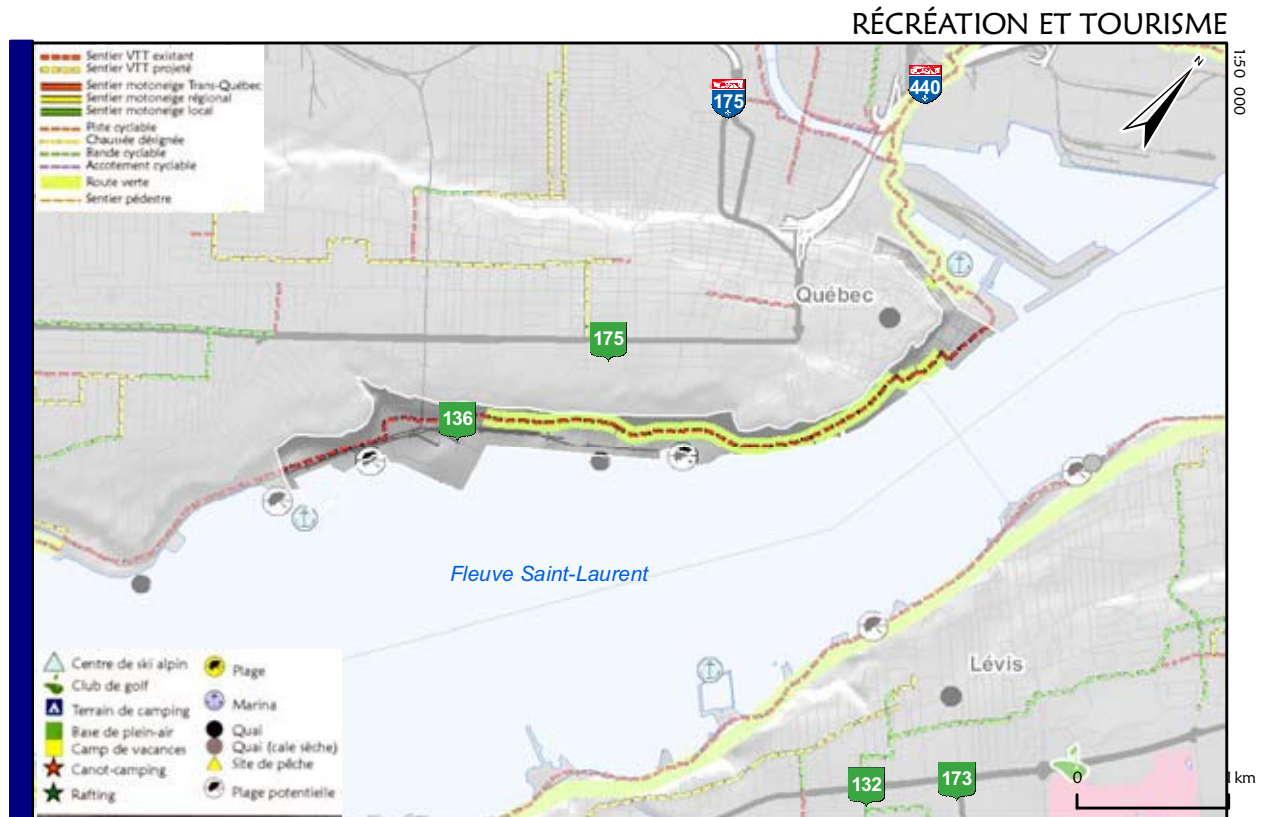 RÉCRÉATION ET TOURISME
Sentier VTT existant
Sentier VTT projeté
Sentier motoneige Trans-Québec
Sentier motoneige régional
Sentier motoneige local
Piste cyclable
Chaussée désignée
Bande cyclable
Accotement cyclable
Route verte
Sentier pédestre
175
440
N
150 000
Québec
175
136
Fleuve Saint-Laurent
Lévis
132
173
0
1 km
Centre de ski alpin
Club de golf
Terrain de camping
Base de plein-air
Camp de vacances
Canot-camping
Rafting
Plage
Marina
Quai
Quai (cale sèche)
Site de pêche
Plage potentielle